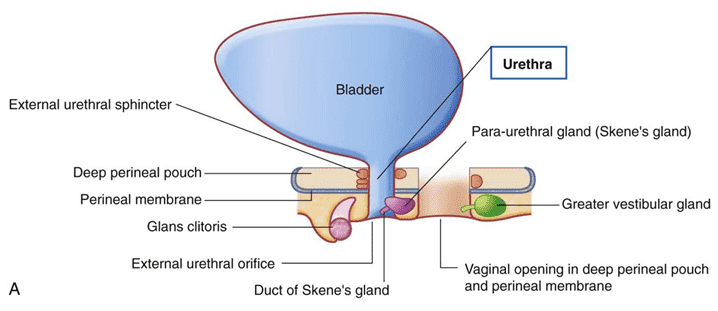 Urethra
Bladder
External urethral sphincter
Para-urethral gland (Skene's gland)
Deep perineal pouch
Perineal membrane
Greater vestibular gland
Glans clitoris
External urethral orifice
Vaginal opening in deep perineal pouch
and perineal membrane
Duct of Skene's gland
A